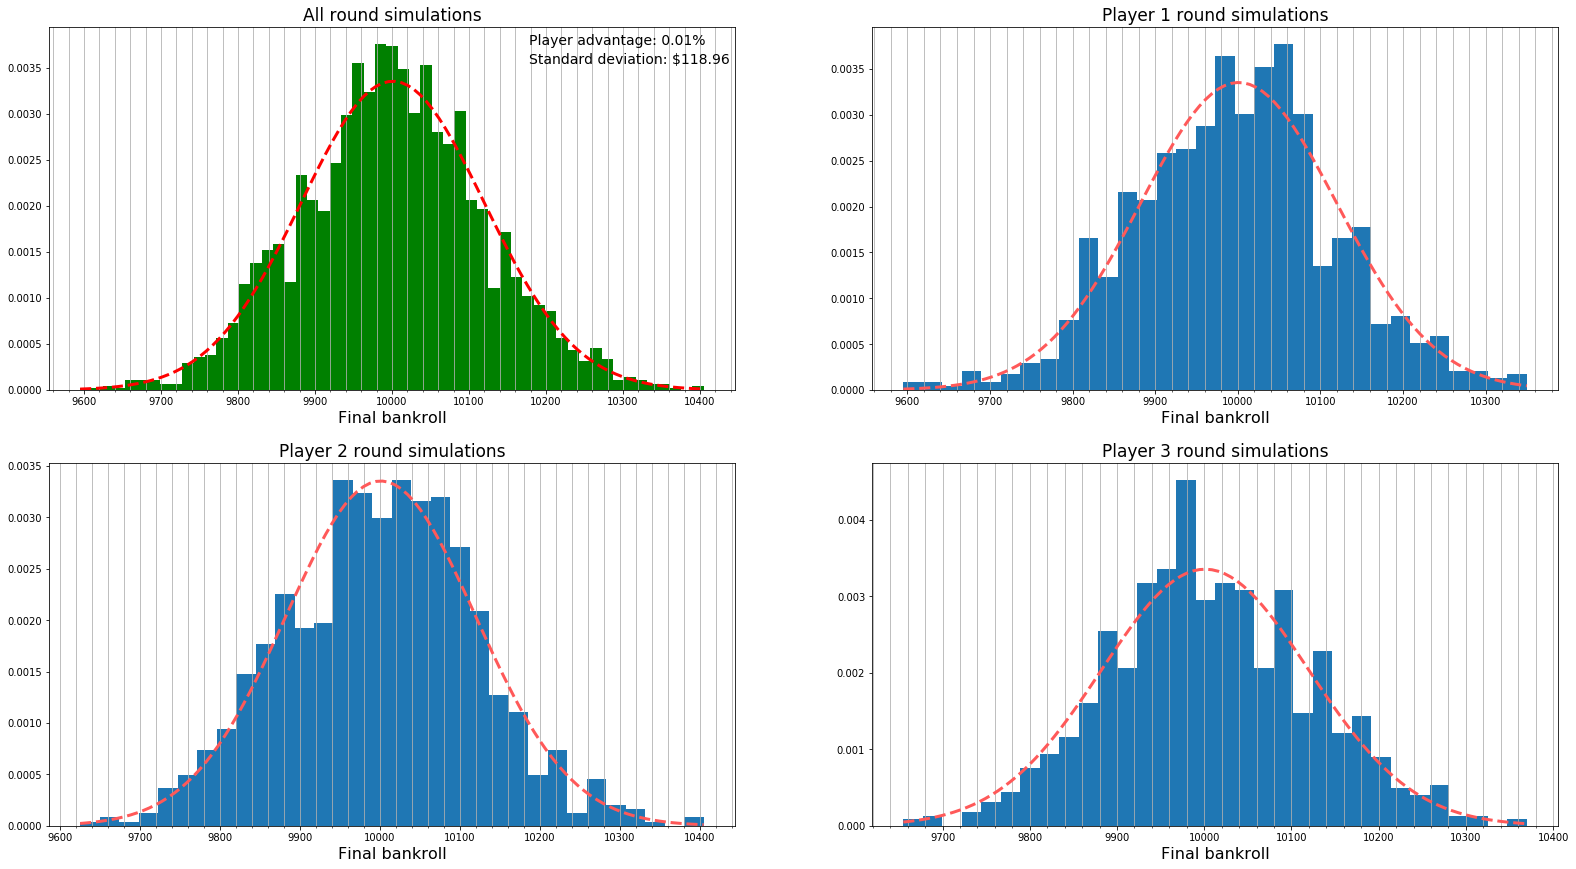 All round simulations
Player advantage: 0.01%
Standard deviation: $118.96
0.0035
0.0030
0.0025
0.0020
0.0015
0.0010
0.0005
0.0000
9600 9700 9800 9900 10000 10100 10200 10300 10400
Final bankroll
Player 1 round simulations
0.0035
0.0030
0.0025
0.0020
0.0015
0.0010
0.0005
0.0000
9600 9700 9800 9900 10000 10100 10200 10300
Final bankroll
Player 2 round simulations
0.0035
0.0030
0.0025
0.0020
0.0015
0.0010
0.0005
0.0000
9600 9700 9800 9900 10000 10100 10200 10300 10400
Final bankroll
Player 3 round simulations
0.004
0.003
0.002
0.001
0.000
9700 9800 9900 10000 10100 10200 10300 10400
Final bankroll